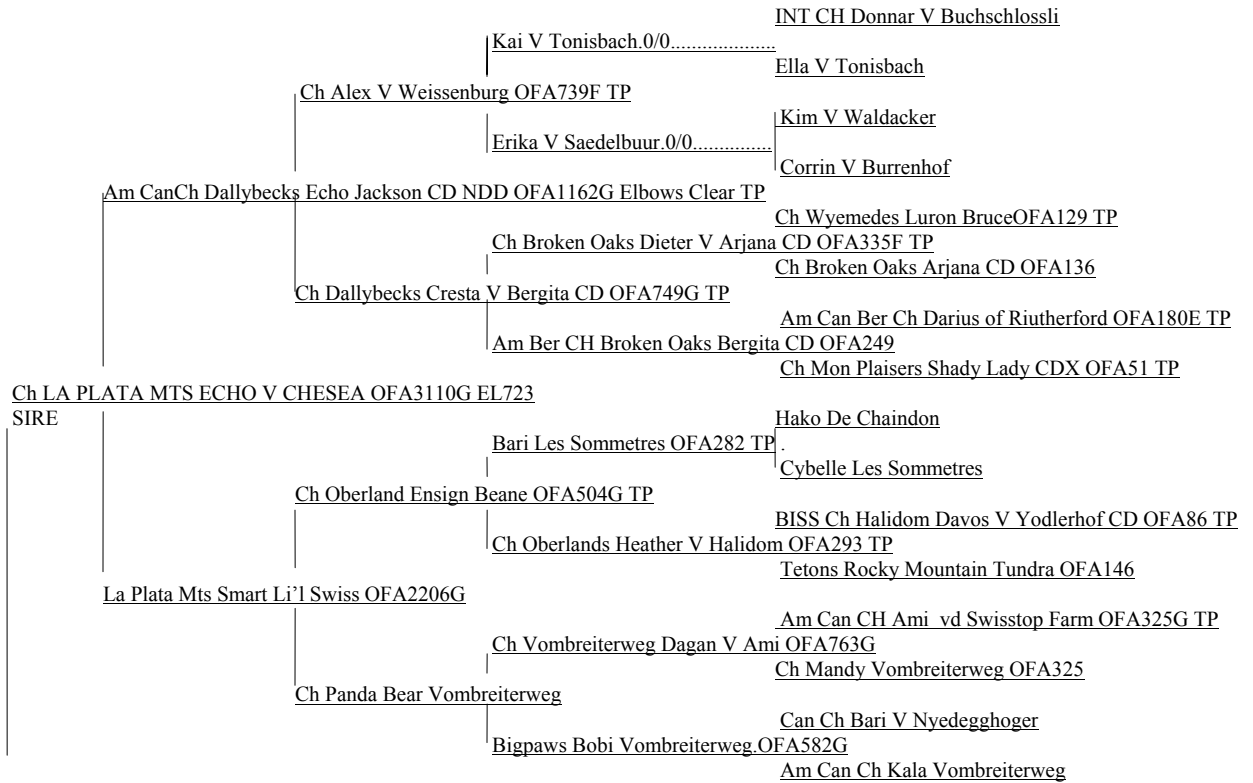 INT CH Donnar V Buchschlossli
Kai V Tonisbach.0/0.....................
Ella V Tonisbach
Ch Alex V Weissenburg OFA739F TP
Kim V Waldacker
Erika V Saedelbuur.0/0...............
Corrin V Burrenhof
Am CanCh Dallybecks Echo Jackson CD NDD OFA1162G Elbows Clear TP
Ch Wyemedes Luron BruceOFA129 TP
Ch Broken Oaks Dieter V Arjana CD OFA335F TP
Ch Broken Oaks Arjana CD OFA136
Ch Dallybecks Cresta V Bergita CD OFA749G TP
Am Can Ber Ch Darius of Riutherford OFA180E TP
Am Ber CH Broken Oaks Bergita CD OFA249
Ch Mon Plaisers Shady Lady CDX OFA51 TP
Ch LA PLATA MTS ECHO V CHESEA OFA3110G EL723
SIRE
Hako De Chaindon
Bari Les Sommetres OFA282 TP .
Cybelle Les Sommetres
Ch Oberland Ensign Beane OFA504G TP
BISS Ch Halidom Davos V Yodlerhof CD OFA86 TP
Ch Oberlands Heather V Halidom OFA293 TP
Tetons Rocky Mountain Tundra OFA146
La Plata Mts Smart Li’l Swiss OFA2206G
Am Can CH Ami vd Swisstop Farm OFA325G TP
Ch Vombreiterweg Dagan V Ami OFA763G
Ch Mandy Vombreiterweg OFA325
Ch Panda Bear Vombreiterweg
Can Ch Bari V Nyedegghoger
Bigpaws Bobi Vombreiterweg.OFA582G
Am Can Ch Kala Vombreiterweg